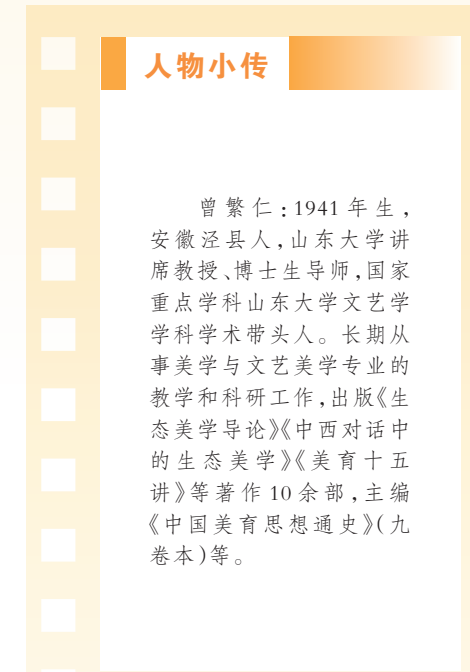 人物小传
曾繁仁：1941年生，
安徽泾县人，山东大学讲
席教授、博士生导师，国家
重点学科山东大学文艺学
学科学术带头人。长期从
事美学与文艺美学专业的
教学和科研工作，出版《生
态美学导论》《中西对话中
的生态美学》《美育十五
讲》等著作10余部，主编
《中国美育思想通史》（九
卷本）等。